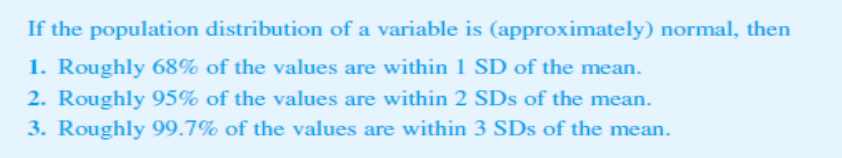 If the population distribution of a variable is (approximately) normal, then
1. Roughly 68% of the values are within 1 SD of the mean.
2. Roughly 95% of the values are within 2 SDs of the mean.
3. Roughly 99.7% of the values are within 3 SDs of the mean.